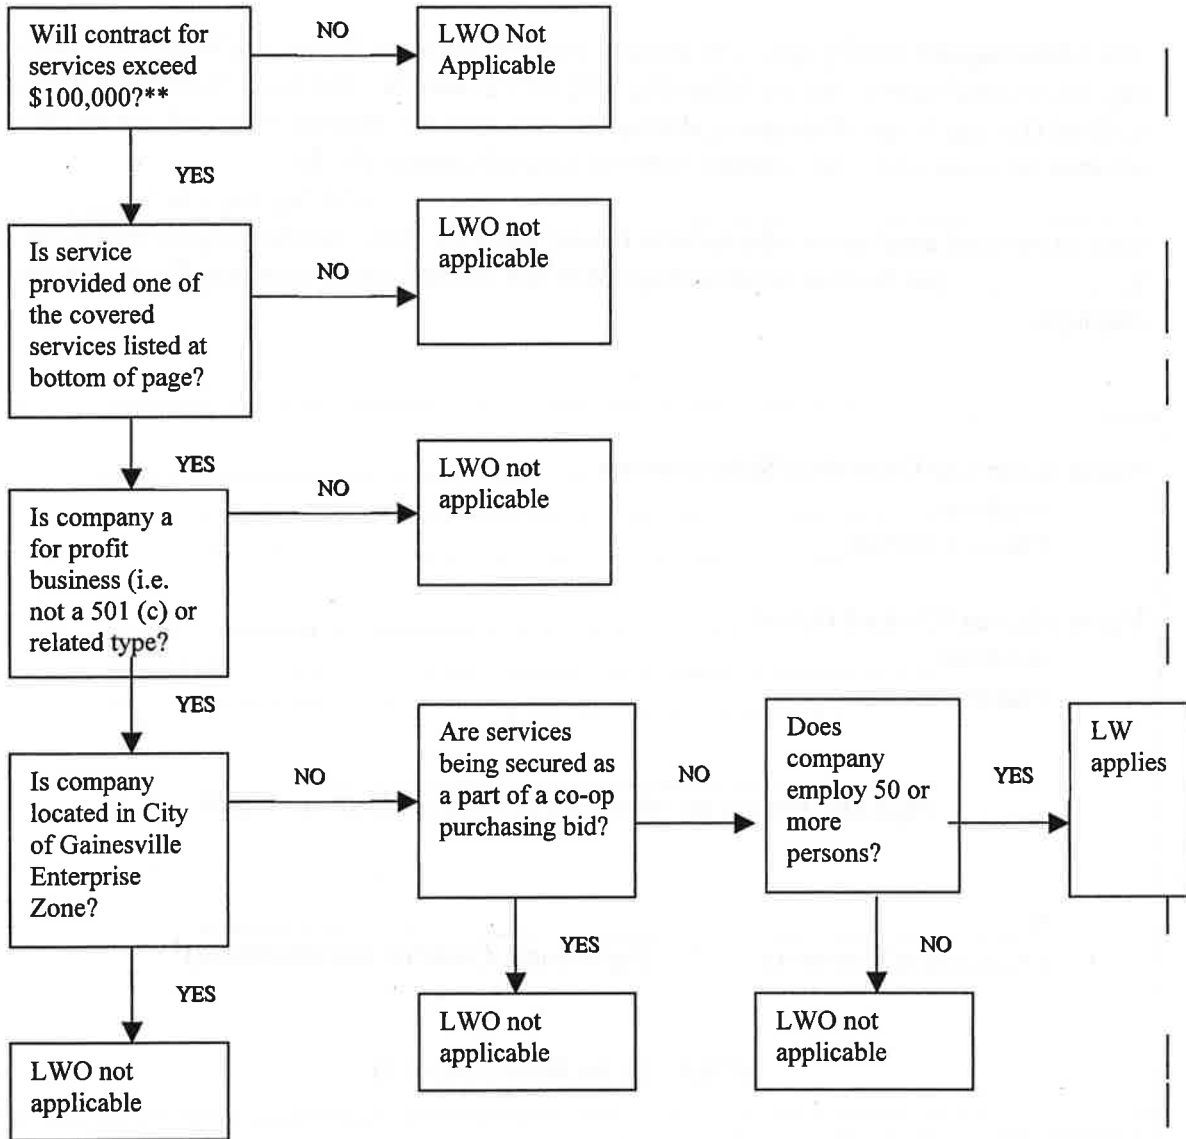 Will contract for
services exceed
$100,000?**
NO
LWO Not
Applicable
YES
Is service
provided one of
the covered
services listed at
bottom of page?
NO
LWO not
applicable
YES
Is company a
for profit
business (i.e.
not a 501 (c) or
related type?
NO
LWO not
applicable
YES
Is company
located in City
of Gainesville
Enterprise
Zone?
NO
Are services
being secured as
a part of a co-op
purchasing bid?
NO
Does
company
employ 50 or
more
persons?
YES
LW
applies
YES
LWO not
applicable
YES
LWO not
applicable
NO
LWO not
applicable